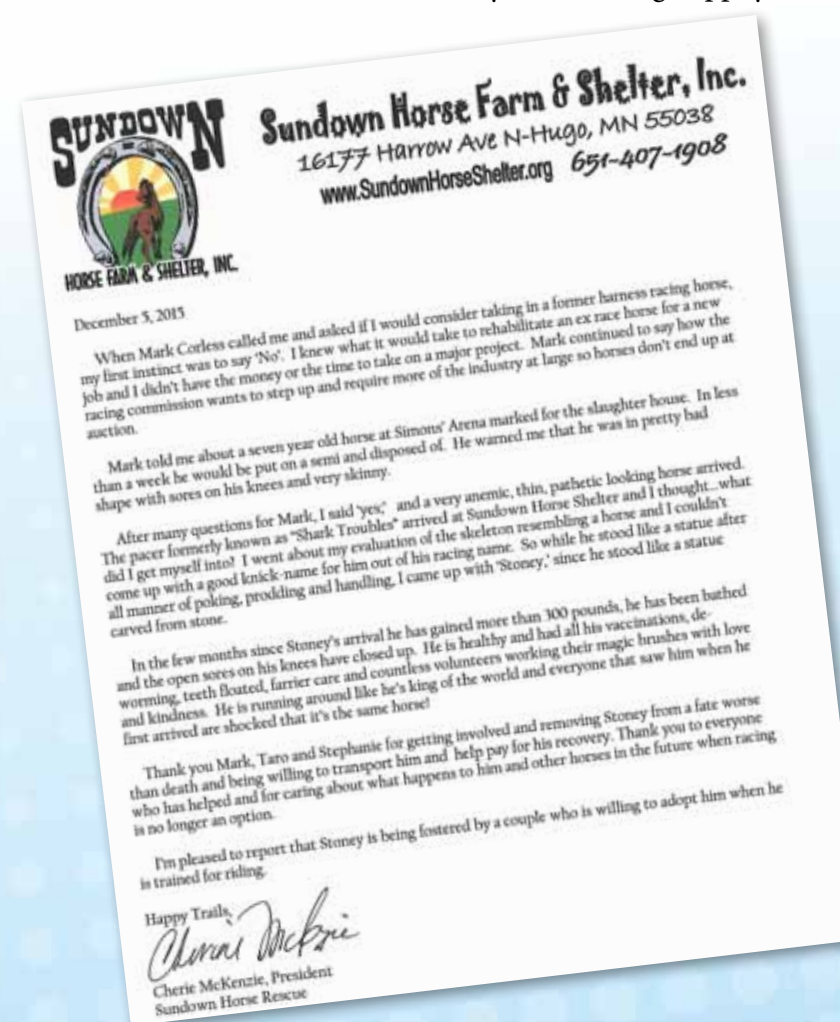 SUNDOWN
HORSE FARM & SHELTER, INC.
Sundown Horse Farm & Shelter, Inc.
16177 Harrow Ave N-Hugo, MN 55038
www.SundownHorseShelter.org 651-407-1908
December 5, 2015
When Mark Corless called me and asked if I would consider taking in a former harness racing horse,
my first instinct was to say 'No'. I knew what it would take to rehabilitate an ex race horse for a new
job and I didn't have the money or the time to take on a major project. Mark continued to say how the
racing commission wants to step up and require more of the industry at large so horses don't end up at
auction.
Mark told me about a seven year old horse at Simons' Arena marked for the slaughter house. In less
than a week he would be put on a semi and disposed of. He warned me that he was in pretty bad
shape with sores on his knees and very skinny.
After many questions for Mark, I said 'yes,' and a very anemic, thin, pathetic looking horse arrived.
The pacer formerly known as "Shark Troubles" arrived at Sundown Horse Shelter and I thought...what
did I get myself into? I went about my evaluation of the skeleton resembling a horse and I couldn't
come up with a good knick-name for him out of his racing name. So while he stood like a statue after
all manner of poking, prodding and handling, I came up with 'Stoney,' since he stood like a statue
carved from stone.
In the few months since Stoney's arrival he has gained more than 300 pounds, he has been bathed
and the open sores on his knees have closed up. He is healthy and had all his vaccinations, de-
worming, teeth floated, farrier care and countless volunteers working their magic brushes with love
and kindness. He is running around like he's king of the world and everyone that saw him when he
first arrived are shocked that it's the same horse!
Thank you Mark, Taro and Stephanie for getting involved and removing Stoney from a fate worse
than death and being willing to transport him and help pay for his recovery. Thank you to everyone
who has helped and for caring about what happens to him and other horses in the future when racing
is no longer an option.
I'm pleased to report that Stoney is being fostered by a couple who is willing to adopt him when he
is trained for riding.
Happy Trails,
Cherie McKenzie
Cherie McKenzie, President
Sundown Horse Rescue